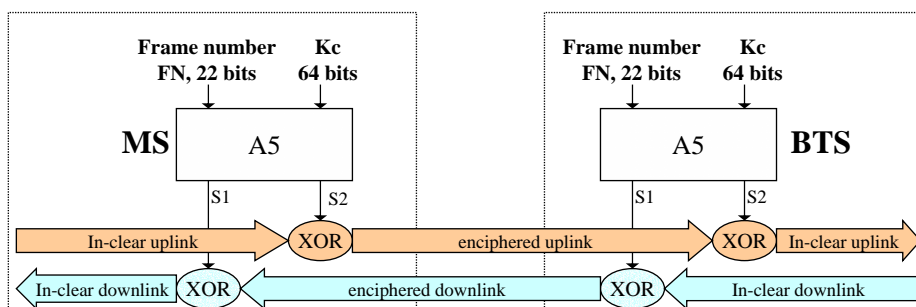 Frame number Kc
FN, 22 bits 64 bits
MS
A5
S1 S2
Frame number Kc
FN, 22 bits 64 bits
A5
BTS
S1 S2
In-clear uplink XOR enciphered uplink XOR In-clear uplink
In-clear downlink XOR enciphered downlink XOR In-clear downlink